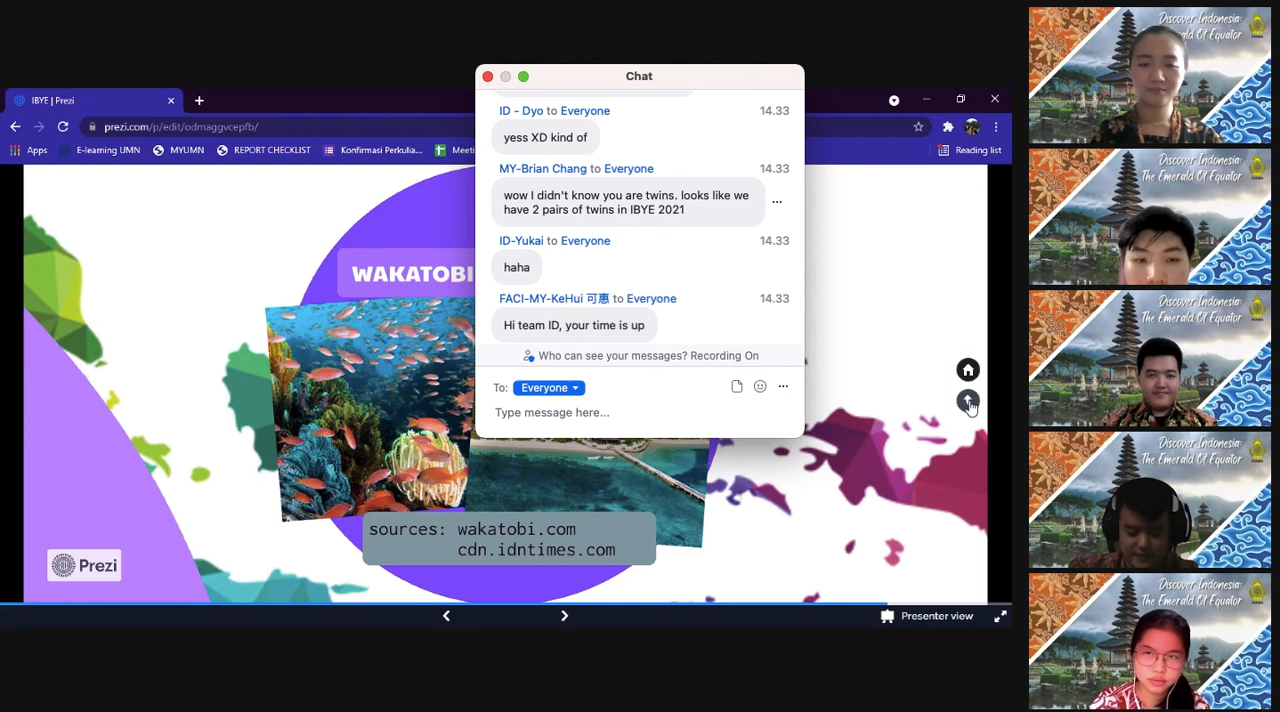 IBYE | Prezi
prezi.com/p/edit/odmaggvcepfb/
Apps
E-learning UMN
MYUMN
REPORT CHECKLIST
Konfirmasi Perkulia...
Meeti
Reading list
WAKATOBI
sources: wakatobi.com
cdn.idntimes.com
Prezi
Presenter view
Chat
ID - Dyo to Everyone 14.33
yess XD kind of
MY-Brian Chang to Everyone 14.33
wow I didn't know you are twins. looks like we
have 2 pairs of twins in IBYE 2021
ID-Yukai to Everyone 14.33
haha
FACI-MY-KeHui 可惠 to Everyone 14.33
Hi team ID, your time is up
Who can see your messages? Recording On
To: Everyone
Type message here...
Discover Indonesia:
The Emerald Of Equator
Discover Indonesia:
The Emerald Of Equator
Discover Indonesia:
The Emerald Of Equator
Discover Indonesia:
The Emerald Of Equator
Discover Indonesia:
The Emerald Of Equator